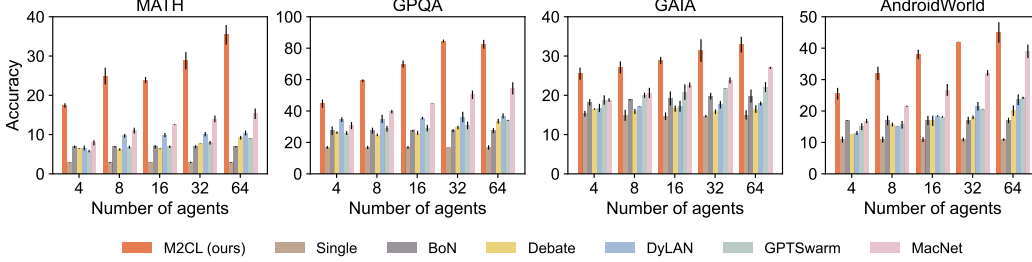 MATH
GPQA
GAIA
AndroidWorld
Accuracy
40
30
20
10
0
4 8 16 32 64
Number of agents
100
80
60
40
20
0
4 8 16 32 64
Number of agents
40
30
20
10
0
4 8 16 32 64
Number of agents
50
40
30
20
10
0
4 8 16 32 64
Number of agents
M2CL (ours) Single BoN Debate DyLAN GPTSwarm MacNet